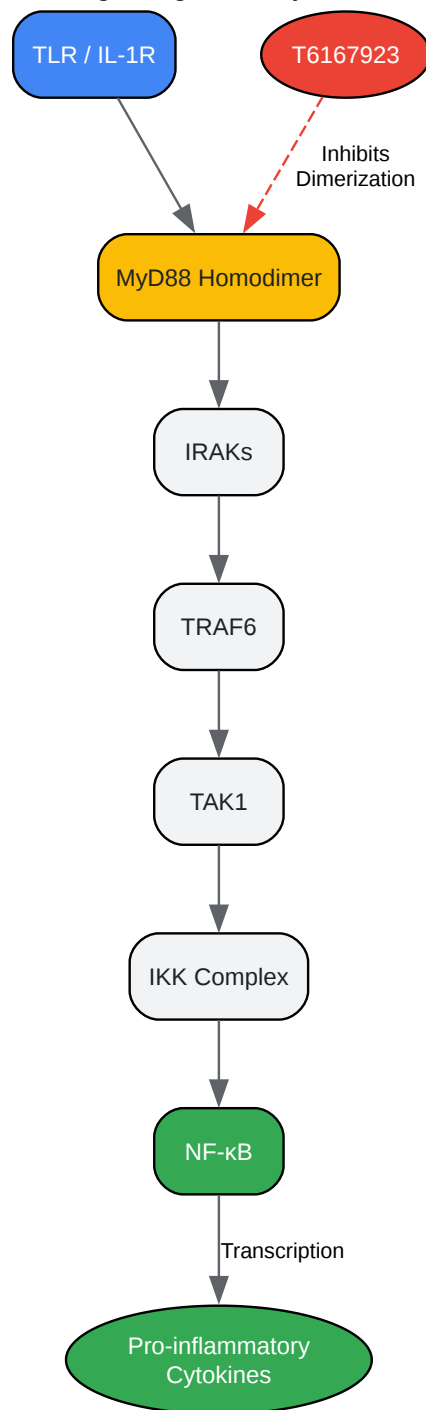 TLR / IL-1R
T6167923
Inhibits
Dimerization
MyD88 Homodimer
IRAKs
TRAF6
TAK1
IKK Complex
NF-κB
Transcription
Pro-inflammatory
Cytokines